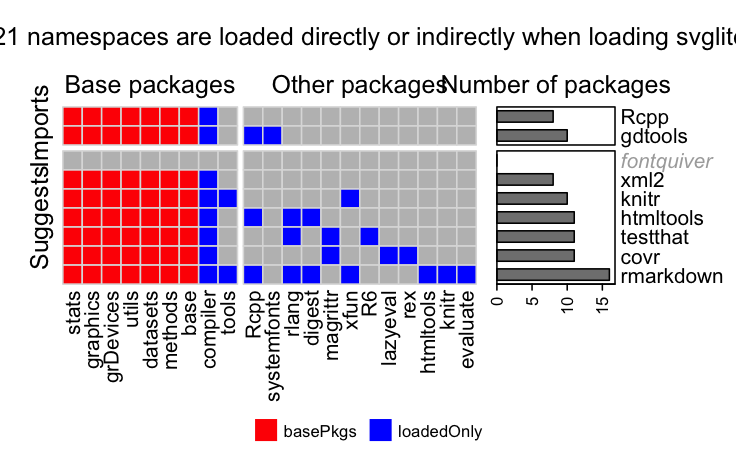 21 namespaces are loaded directly or indirectly when loading svglite
Base packages
Other packages
Number of packages
Imports
Suggests
Rcpp
gdtools
fontquiver
xml2
knitr
htmltools
testthat
covr
rmarkdown
stats
graphics
grDevices
utils
datasets
methods
base
compiler
tools
Rcpp
systemfonts
rlang
digest
magrittr
xfun
R6
lazyeval
rex
htmltools
knitr
evaluate
0
5
10
15
basePkgs
loadedOnly